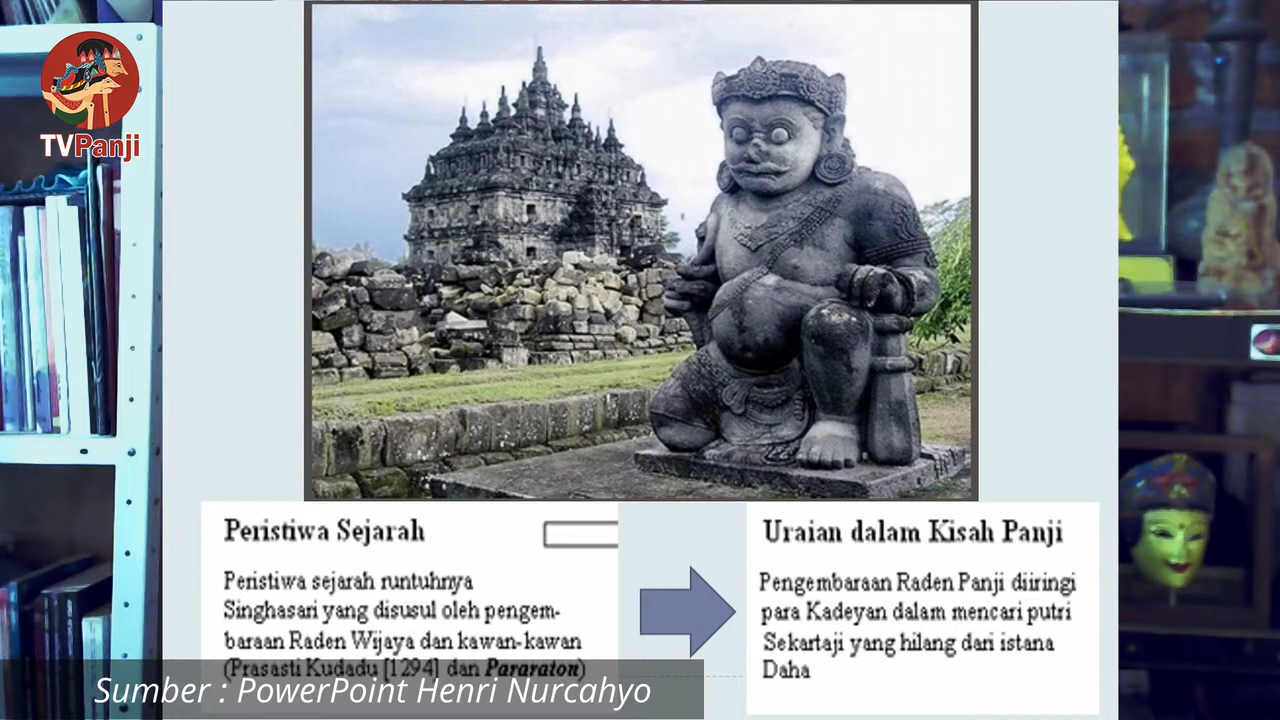 TVPanji
Peristiwa Sejarah
Peristiwa sejarah runtuhnya
Singhasari yang disusul oleh pengem-
baraan Raden Wijaya dan kawan-kawan
(Prasasti Kudadu [1294] dan Pararaton)
Uraian dalam Kisah Panji
Pengembaraan Raden Panji diiringi
para Kadeyan dalam mencari putri
Sekartaji yang hilang dari istana
Daha
Sumber : PowerPoint Henri Nurcahyo